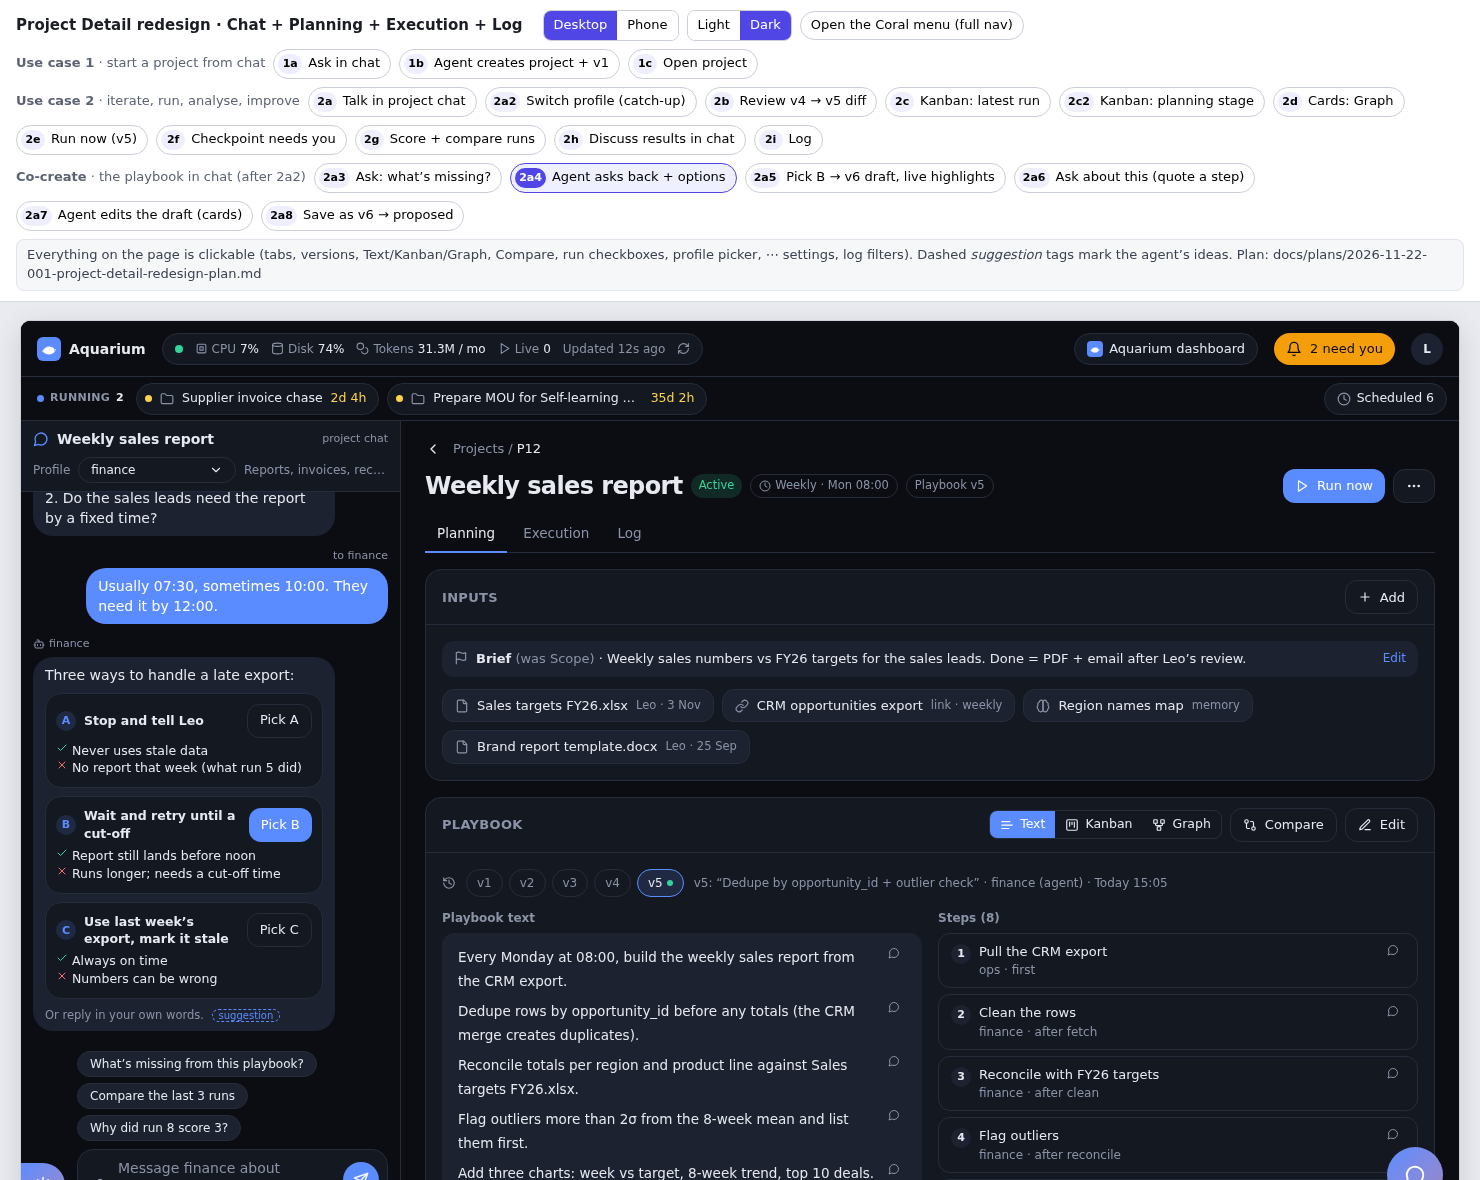 Project Detail redesign · Chat + Planning + Execution + Log
Desktop Phone Light Dark Open the Coral menu (full nav)
Use case 1 · start a project from chat 1a Ask in chat 1b Agent creates project + v1 1c Open project
Use case 2 · iterate, run, analyse, improve 2a Talk in project chat 2a2 Switch profile (catch-up) 2b Review v4 → v5 diff 2c Kanban: latest run 2c2 Kanban: planning stage 2d Cards: Graph
2e Run now (v5) 2f Checkpoint needs you 2g Score + compare runs 2h Discuss results in chat 2i Log
Co-create · the playbook in chat (after 2a2) 2a3 Ask: what’s missing? 2a4 Agent asks back + options 2a5 Pick B → v6 draft, live highlights 2a6 Ask about this (quote a step)
2a7 Agent edits the draft (cards) 2a8 Save as v6 → proposed
Everything on the page is clickable (tabs, versions, Text/Kanban/Graph, Compare, run checkboxes, profile picker, ··· settings, log filters). Dashed suggestion tags mark the agent’s ideas. Plan: docs/plans/2026-11-22-
001-project-detail-redesign-plan.md
Aquarium CPU 7% Disk 74% Tokens 31.3M / mo Live 0 Updated 12s ago Aquarium dashboard 2 need you L
RUNNING 2 Supplier invoice chase 2d 4h Prepare MOU for Self-learning … 35d 2h Scheduled 6
Weekly sales report project chat
Profile finance Reports, invoices, rec…
2. Do the sales leads need the report
by a fixed time?
to finance
Usually 07:30, sometimes 10:00. They
need it by 12:00.
finance
Three ways to handle a late export:
A Stop and tell Leo Pick A
Never uses stale data
No report that week (what run 5 did)
B Wait and retry until a
cut-off Pick B
Report still lands before noon
Runs longer; needs a cut-off time
C Use last week’s
export, mark it stale Pick C
Always on time
Numbers can be wrong
Or reply in your own words. suggestion
What’s missing from this playbook?
Compare the last 3 runs
Why did run 8 score 3?
Message finance about
Projects / P12
Weekly sales report Active Weekly · Mon 08:00 Playbook v5 Run now ···
Planning Execution Log
INPUTS Add
Brief (was Scope) · Weekly sales numbers vs FY26 targets for the sales leads. Done = PDF + email after Leo’s review. Edit
Sales targets FY26.xlsx Leo · 3 Nov CRM opportunities export link · weekly Region names map memory
Brand report template.docx Leo · 25 Sep
PLAYBOOK Text Kanban Graph Compare Edit
v1 v2 v3 v4 v5 v5: “Dedupe by opportunity_id + outlier check” · finance (agent) · Today 15:05
Playbook text
Every Monday at 08:00, build the weekly sales report from
the CRM export.
Dedupe rows by opportunity_id before any totals (the CRM
merge creates duplicates).
Reconcile totals per region and product line against Sales
targets FY26.xlsx.
Flag outliers more than 2σ from the 8-week mean and list
them first.
Add three charts: week vs target, 8-week trend, top 10 deals.
Steps (8)
1 Pull the CRM export
ops · first
2 Clean the rows
finance · after fetch
3 Reconcile with FY26 targets
finance · after clean
4 Flag outliers
finance · after reconcile